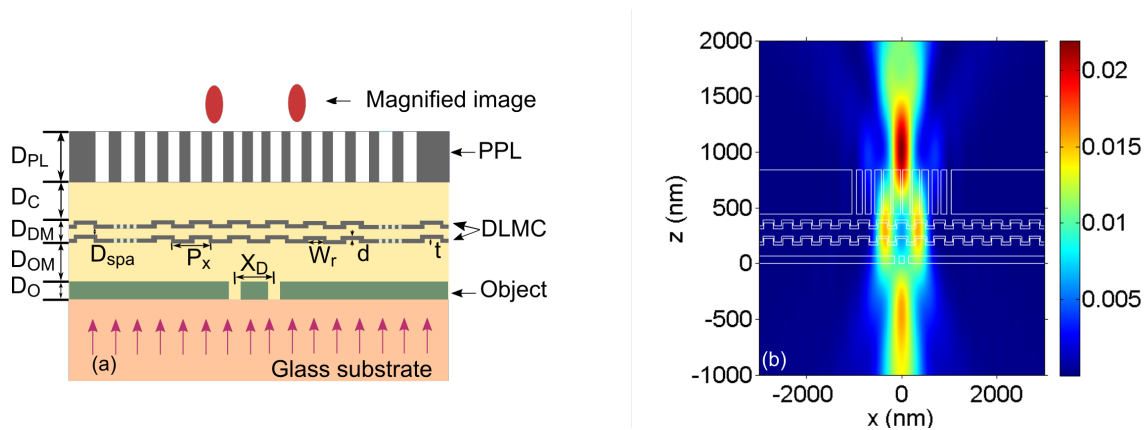 Magnified image
D_PL
PPL
D_C
D_DM
DLMC
D_spa
P_x
W_r
d
t
D_OM
X_D
D_O
Object
(a)
Glass substrate
2000
1500
1000
500
0
-500
-1000
z (nm)
-2000
0
2000
x (nm)
(b)
0.02
0.015
0.01
0.005